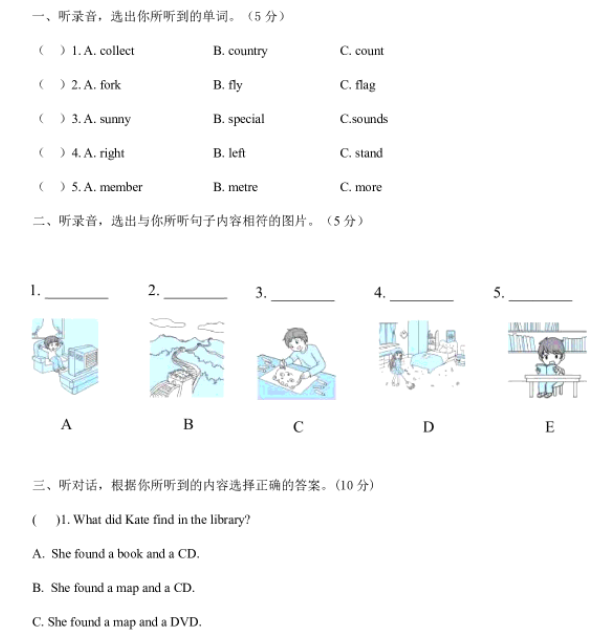 一、听录音，选出你所听到的单词。（5 分）
（    ）1. A. collect    B. country    C. count
（    ）2. A. fork    B. fly    C. flag
（    ）3. A. sunny    B. special    C.sounds
（    ）4. A. right    B. left    C. stand
（    ）5. A. member    B. metre    C. more
二、听录音，选出与你所听句子内容相符的图片。（5 分）
1. ________    2. ________    3. ________    4. ________    5. ________
A    B    C    D    E
三、听对话，根据你所听到的内容选择正确的答案。(10 分)
(    )1. What did Kate find in the library?
A. She found a book and a CD.
B. She found a map and a CD.
C. She found a map and a DVD.